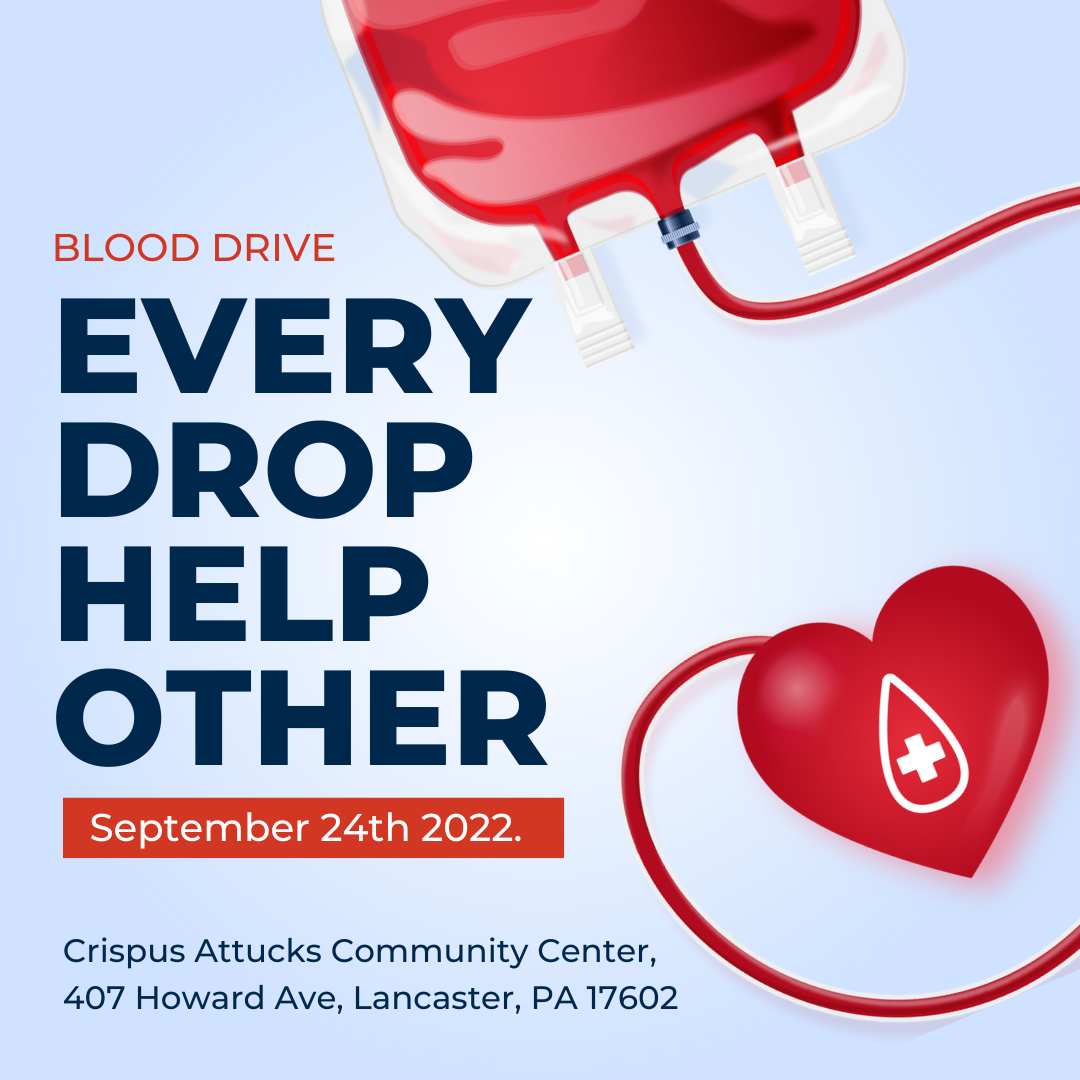 BLOOD DRIVE
EVERY
DROP
HELP
OTHER
September 24th 2022.
Crispus Attucks Community Center,
407 Howard Ave, Lancaster, PA 17602